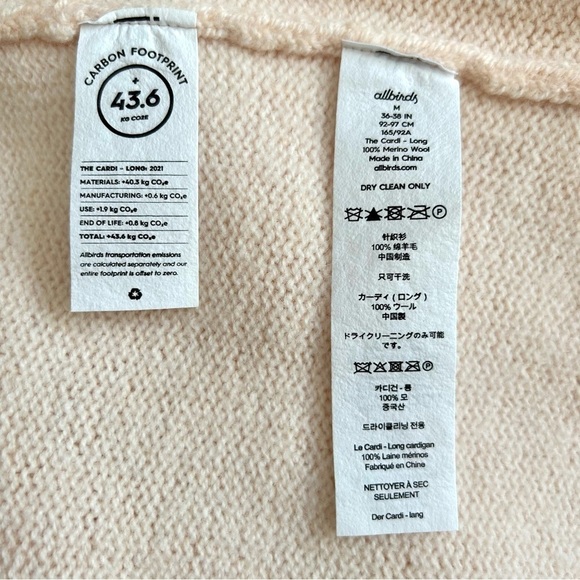 CARBON FOOTPRINT
+
43.6
KG CO2E
THE CARDI – LONG: 2021
MATERIALS: +40.3 kg CO₂e
MANUFACTURING: +0.6 kg CO₂e
USE: +1.9 kg CO₂e
END OF LIFE: +0.8 kg CO₂e
TOTAL: +43.6 kg CO₂e
Allbirds transportation emissions
are calculated separately and our
entire footprint is offset to zero.
allbirds
M
36-38 IN
92-97 CM
165/92A
The Cardi - Long
100% Merino Wool
Made in China
allbirds.com
DRY CLEAN ONLY
P
针织衫
100% 绵羊毛
中国制造
只可干洗
カーディ (ロング)
100% ウール
中国製
ドライクリーニングのみ可能
です。
P
카디건 - 롱
100% 모
중국산
드라이클리닝 전용
Le Cardi - Long cardigan
100% Laine mérinos
Fabriqué en Chine
NETTOYER À SEC
SEULEMENT
Der Cardi - lang